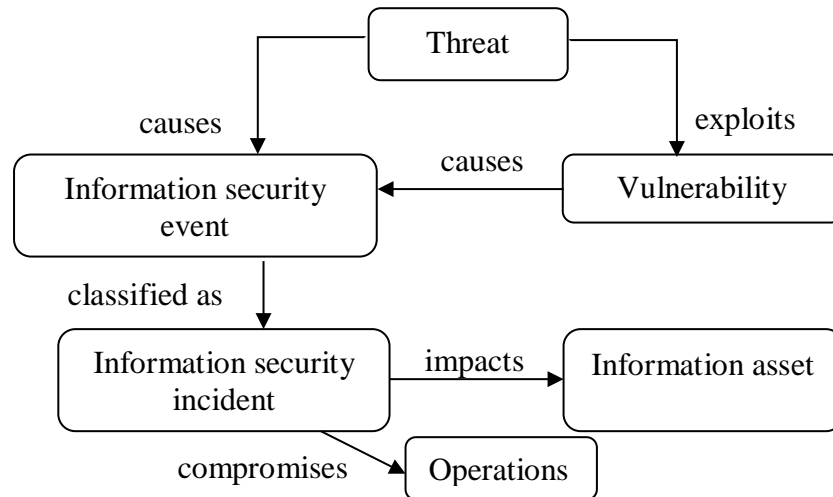 Threat
causes
exploits
Information security
event
causes
Vulnerability
classified as
Information security
incident
impacts
Information asset
compromises
Operations